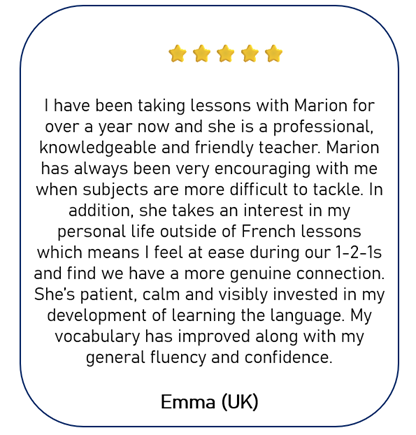 I have been taking lessons with Marion for
over a year now and she is a professional,
knowledgeable and friendly teacher. Marion
has always been very encouraging with me
when subjects are more difficult to tackle. In
addition, she takes an interest in my
personal life outside of French lessons
which means I feel at ease during our 1-2-1s
and find we have a more genuine connection.
She's patient, calm and visibly invested in my
development of learning the language. My
vocabulary has improved along with my
general fluency and confidence.
Emma (UK)